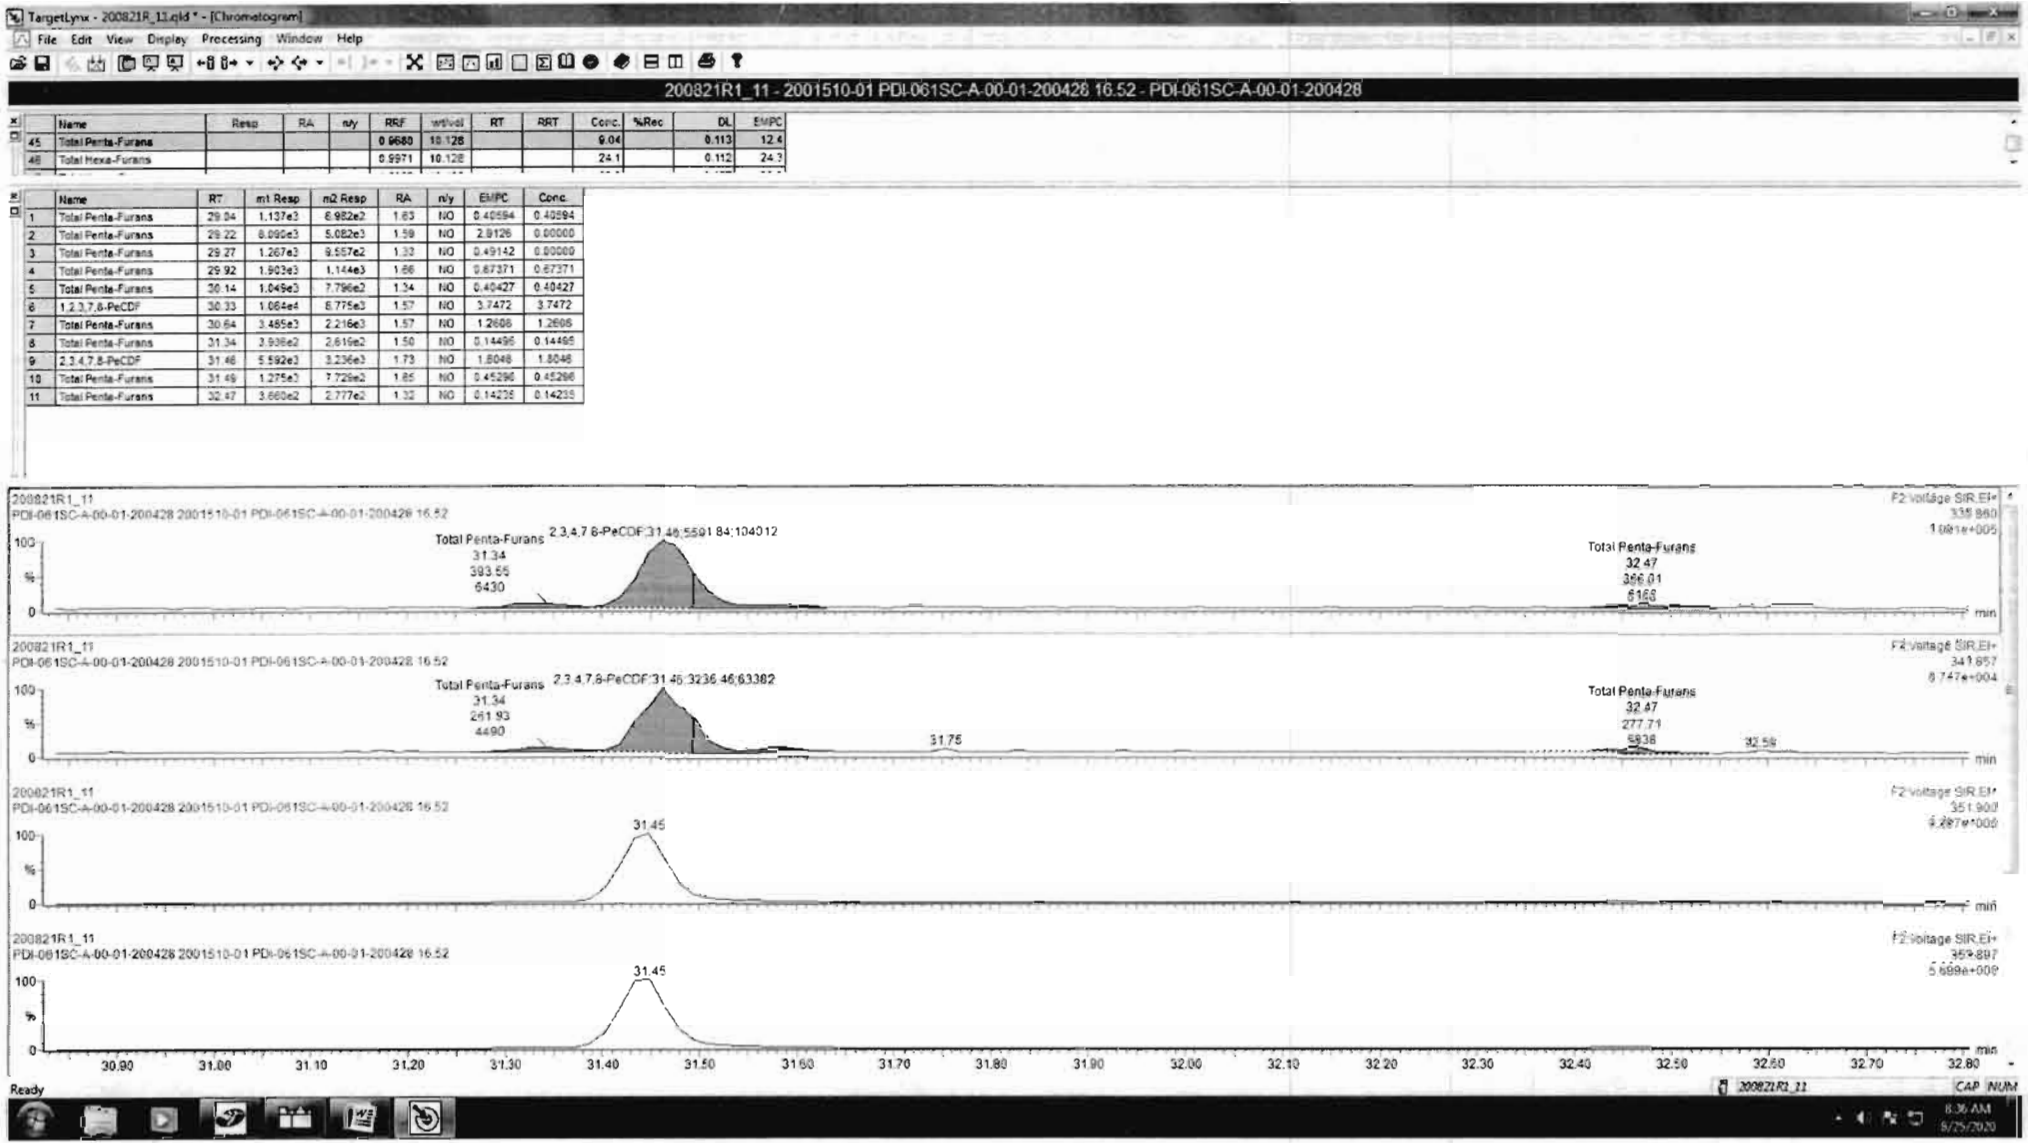 TargetLynx - 200821R_11.qld * - [Chromatogram]
File Edit View Display Processing Window Help
200821R1_11 - 2001510-01 PDI-061SC-A-00-01-200428 16.52 - PDI-061SC-A-00-01-200428
Name Resp RA n/y RRF wt/vol RT RRT Conc. %Rec DL EMPC
45 Total Penta-Furans 0.9680 10.128 9.04 0.113 12.4
46 Total Hexa-Furans 0.9971 10.128 24.1 0.112 24.3
Name RT m1 Resp m2 Resp RA n/y EMPC Conc.
1 Total Penta-Furans 29.04 1.137e3 6.982e2 1.63 NO 0.40594 0.40594
2 Total Penta-Furans 29.22 5.082e3 1.59 NO 2.9126 0.00000
3 Total Penta-Furans 29.27 1.267e3 9.557e2 1.32 NO 0.49142 0.00000
4 Total Penta-Furans 29.92 1.903e3 1.144e3 1.66 NO 0.67371 0.67371
5 Total Penta-Furans 30.14 1.049e3 7.796e2 1.34 NO 0.40427 0.40427
6 1,2,3,7,8-PeCDF 30.33 1.064e4 6.775e3 1.57 NO 3.7472 3.7472
7 Total Penta-Furans 30.64 3.485e3 2.216e3 1.57 NO 1.2606 1.2606
8 Total Penta-Furans 31.34 3.936e2 2.619e2 1.50 NO 0.14495 0.14495
9 2,3,4,7,8-PeCDF 31.46 5.592e3 3.236e3 1.73 NO 1.8046 1.8046
10 Total Penta-Furans 31.49 1.275e3 7.729e2 1.65 NO 0.45296 0.45296
11 Total Penta-Furans 32.47 3.660e2 2.777e2 1.32 NO 0.14235 0.14235
200821R1_11
PDI-061SC-A-00-01-200428 2001510-01 PDI-061SC-A-00-01-200428 16.52
F2:Voltage SIR,EI+
339.860
1.081e+005
Total Penta-Furans
31.34
393.55
6430
2,3,4,7,8-PeCDF;31.46;5591.84;104012
Total Penta-Furans
32.47
366.01
6166
100
%
0
min
200821R1_11
PDI-061SC-A-00-01-200428 2001510-01 PDI-061SC-A-00-01-200428 16.52
F2:Voltage SIR,EI+
341.857
6.747e+004
Total Penta-Furans
31.34
261.93
4490
2,3,4,7,8-PeCDF;31.46;3236.46;63382
31.75
Total Penta-Furans
32.47
277.71
5838
32.59
100
%
0
min
200821R1_11
PDI-061SC-A-00-01-200428 2001510-01 PDI-061SC-A-00-01-200428 16.52
F2:Voltage SIR,EI+
351.900
31.45
100
%
0
min
200821R1_11
PDI-061SC-A-00-01-200428 2001510-01 PDI-061SC-A-00-01-200428 16.52
F2:Voltage SIR,EI+
353.897
31.45
100
%
0
min
30.90 31.00 31.10 31.20 31.30 31.40 31.50 31.60 31.70 31.80 31.90 32.00 32.10 32.20 32.30 32.40 32.50 32.60 32.70 32.80
Ready
200821R1_11 CAP NUM
8:36 AM
8/25/2020